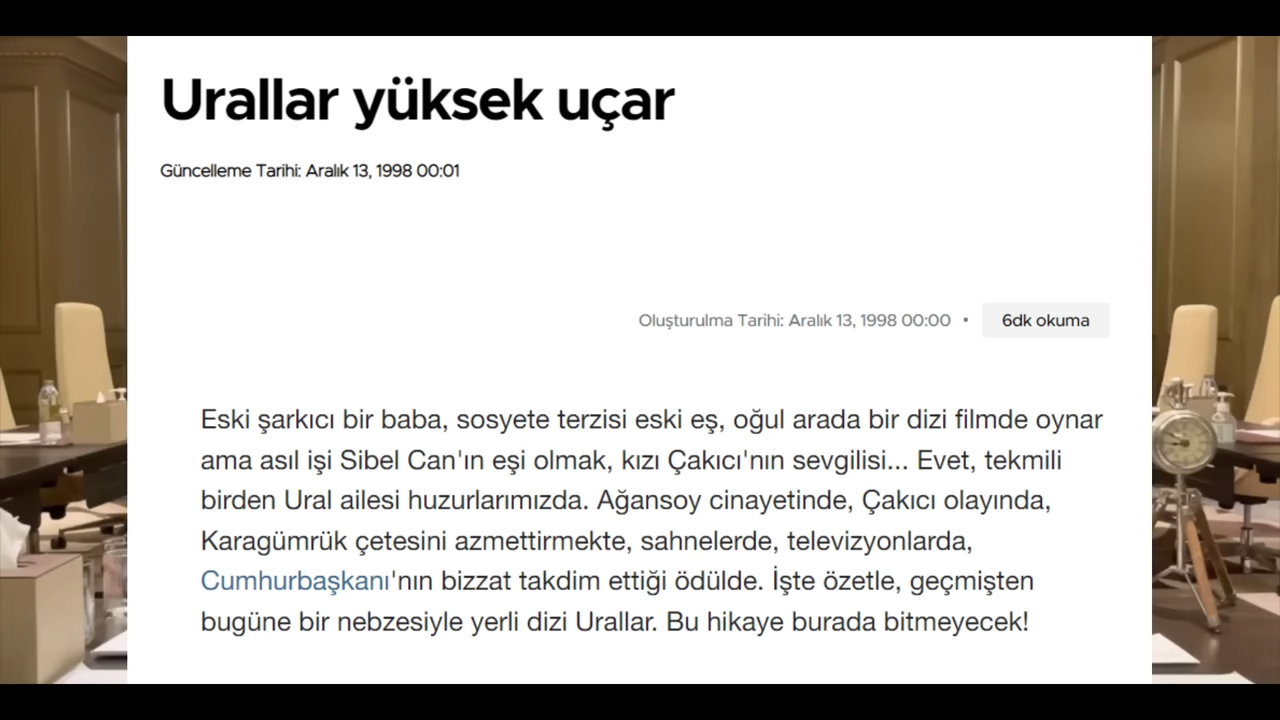 Urallar yüksek uçar
Güncelleme Tarihi: Aralık 13, 1998 00:01
Oluşturulma Tarihi: Aralık 13, 1998 00:00 • 6dk okuma
Eski şarkıcı bir baba, sosyete terzisi eski eş, oğul arada bir dizi filmde oynar
ama asıl işi Sibel Can'ın eşi olmak, kızı Çakıcı'nın sevgilisi... Evet, tekmili
birden Ural ailesi huzurlarımızda. Ağansoy cinayetinde, Çakıcı olayında,
Karagümrük çetesini azmettirmekte, sahnelerde, televizyonlarda,
Cumhurbaşkanı'nın bizzat takdim ettiği ödülde. İşte özetle, geçmişten
bugüne bir nebzesiyle yerli dizi Urallar. Bu hikaye burada bitmeyecek!